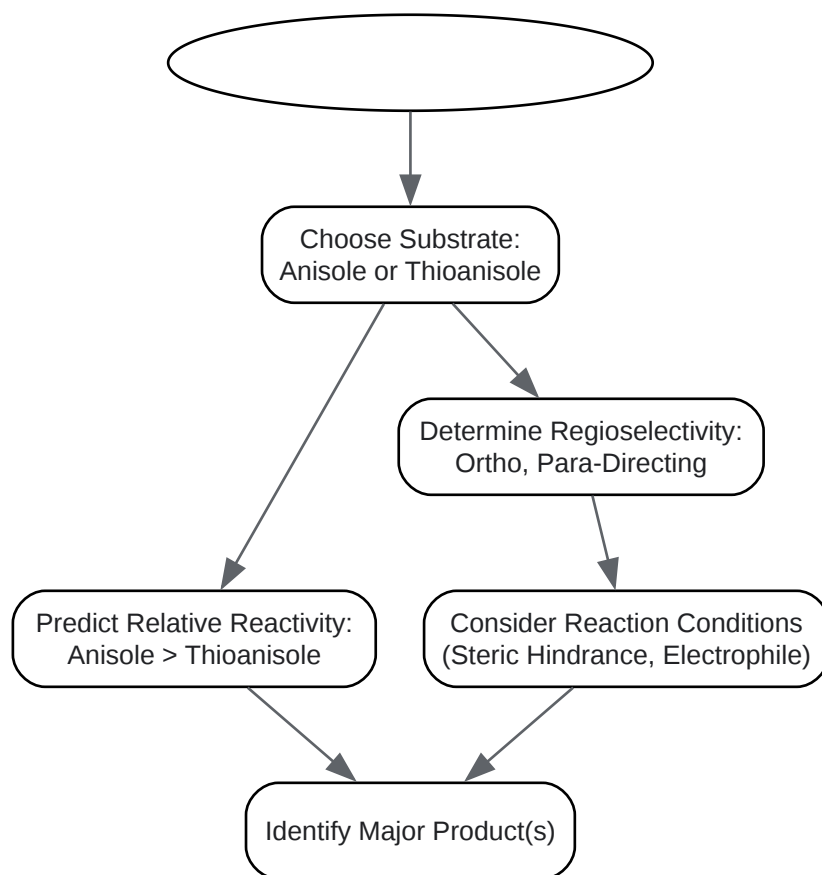 Choose Substrate:
Anisole or Thioanisole
Determine Regioselectivity:
Ortho, Para-Directing
Predict Relative Reactivity:
Anisole > Thioanisole
Consider Reaction Conditions
(Steric Hindrance, Electrophile)
Identify Major Product(s)